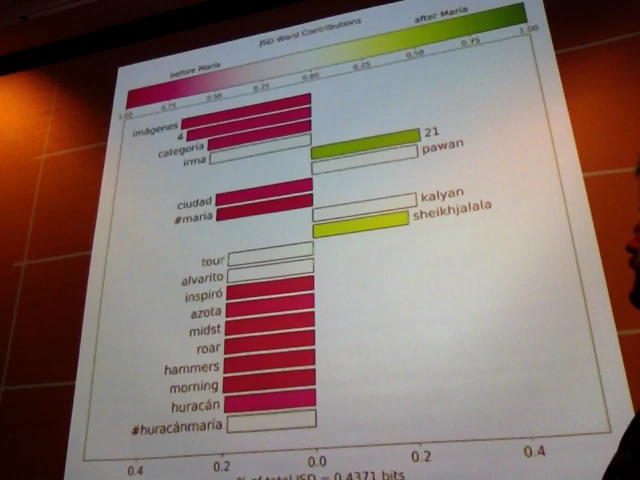 JSD Word Contributions
before Maria
after Maria
1.00 0.75 0.50 0.25 0.00 0.25 0.50 0.75 1.00
imágenes
4
categoría
irma
21
pawan
ciudad
#maria
kalyan
sheikhjalala
tour
alvarito
inspiró
azota
midst
roar
hammers
morning
huracán
#huracánmaría
0.4 0.2 0.0 0.2 0.4
% of total JSD = 0.4371 bits